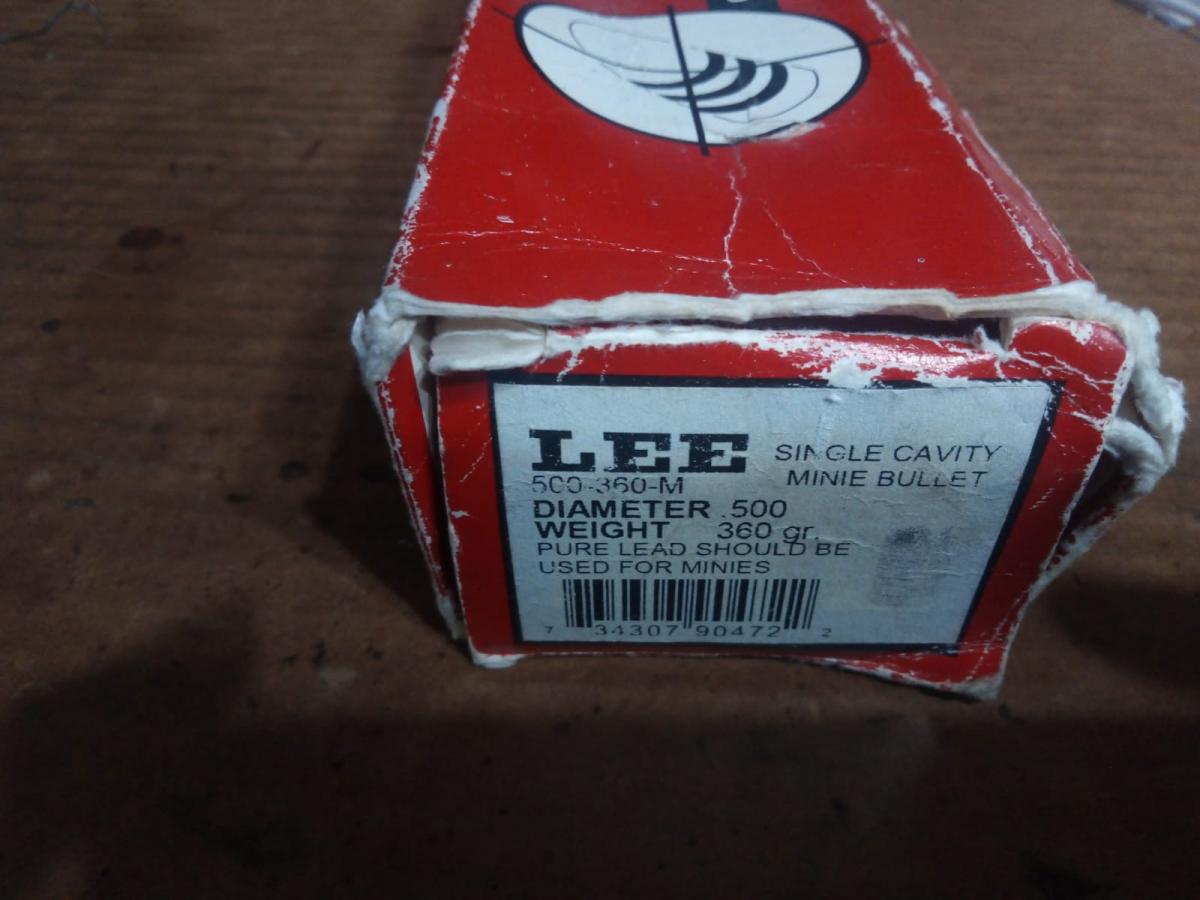 LEE
SINGLE CAVITY
MINIE BULLET
500-360-M
DIAMETER .500
WEIGHT 360 gr.
PURE LEAD SHOULD BE
USED FOR MINIES
7 34307 90472 2